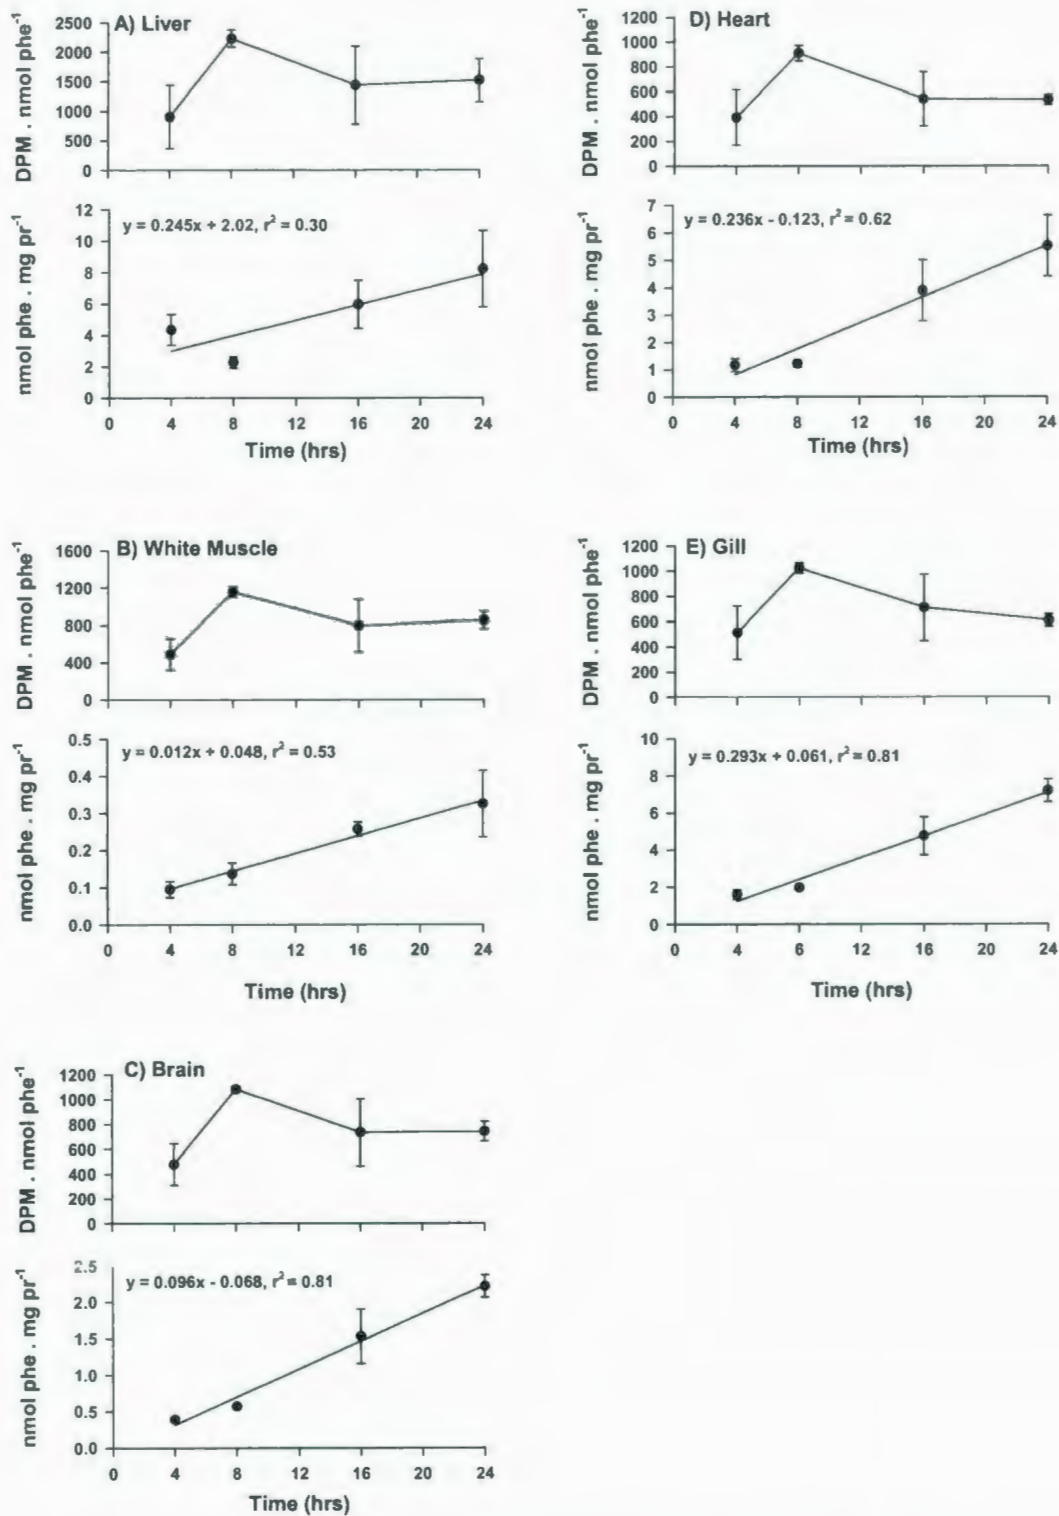 A) Liver
DPM . nmol phe⁻¹
2500
2000
1500
1000
500
0
nmol phe . mg pr⁻¹
12
10
8
6
4
2
0
y = 0.245x + 2.02, r² = 0.30
0 4 8 12 16 20 24
Time (hrs)
D) Heart
DPM . nmol phe⁻¹
1200
1000
800
600
400
200
0
nmol phe . mg pr⁻¹
7
6
5
4
3
2
1
0
y = 0.236x - 0.123, r² = 0.62
0 4 8 12 16 20 24
Time (hrs)
B) White Muscle
DPM . nmol phe⁻¹
1600
1200
800
400
0
nmol phe . mg pr⁻¹
0.5
0.4
0.3
0.2
0.1
0.0
y = 0.012x + 0.048, r² = 0.53
0 4 8 12 16 20 24
Time (hrs)
E) Gill
DPM . nmol phe⁻¹
1200
1000
800
600
400
200
0
nmol phe . mg pr⁻¹
10
8
6
4
2
0
y = 0.293x + 0.061, r² = 0.81
0 4 6 12 16 20 24
Time (hrs)
C) Brain
DPM . nmol phe⁻¹
1200
1000
800
600
400
200
0
nmol phe . mg pr⁻¹
2.5
2.0
1.5
1.0
0.5
0.0
y = 0.096x - 0.068, r² = 0.81
0 4 8 12 16 20 24
Time (hrs)